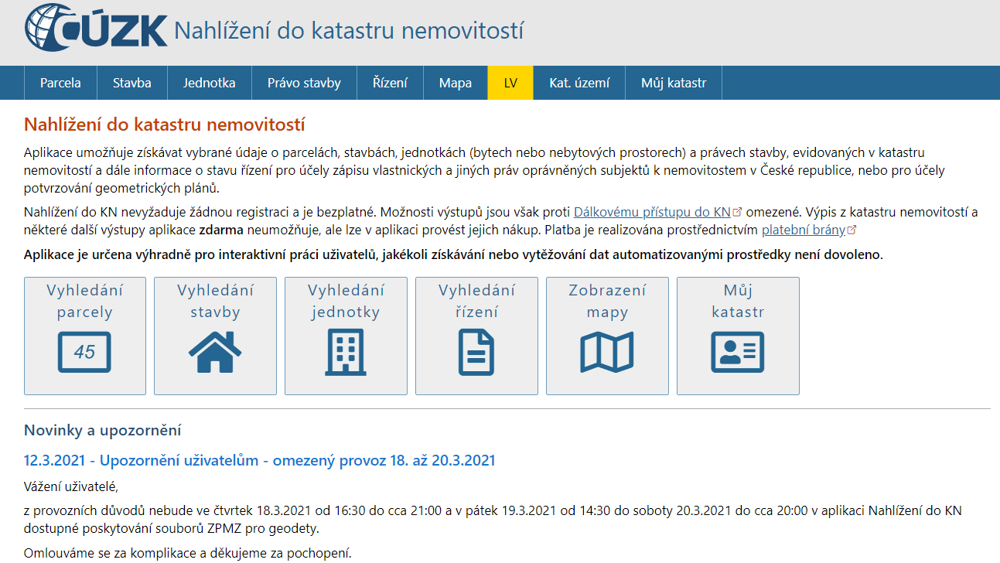 ČÚZK Nahlížení do katastru nemovitostí
Parcela Stavba Jednotka Právo stavby Řízení Mapa LV Kat. území Můj katastr
Nahlížení do katastru nemovitostí
Aplikace umožňuje získávat vybrané údaje o parcelách, stavbách, jednotkách (bytech nebo nebytových prostorech) a právech stavby, evidovaných v katastru
nemovitostí a dále informace o stavu řízení pro účely zápisu vlastnických a jiných práv oprávněných subjektů k nemovitostem v České republice, nebo pro účely
potvrzování geometrických plánů.
Nahlížení do KN nevyžaduje žádnou registraci a je bezplatné. Možnosti výstupů jsou však proti Dálkovému přístupu do KN omezené. Výpis z katastru nemovitostí a
některé další výstupy aplikace zdarma neumožňuje, ale lze v aplikaci provést jejich nákup. Platba je realizována prostřednictvím platební brány
Aplikace je určena výhradně pro interaktivní práci uživatelů, jakékoli získávání nebo vytěžování dat automatizovanými prostředky není dovoleno.
Vyhledání parcely
45
Vyhledání stavby
Vyhledání jednotky
Vyhledání řízení
Zobrazení mapy
Můj katastr
Novinky a upozornění
12.3.2021 - Upozornění uživatelům - omezený provoz 18. až 20.3.2021
Vážení uživatelé,
z provozních důvodů nebude ve čtvrtek 18.3.2021 od 16:30 do cca 21:00 a v pátek 19.3.2021 od 14:30 do soboty 20.3.2021 do cca 20:00 v aplikaci Nahlížení do KN
dostupné poskytování souborů ZPMZ pro geodety.
Omlouváme se za komplikace a děkujeme za pochopení.